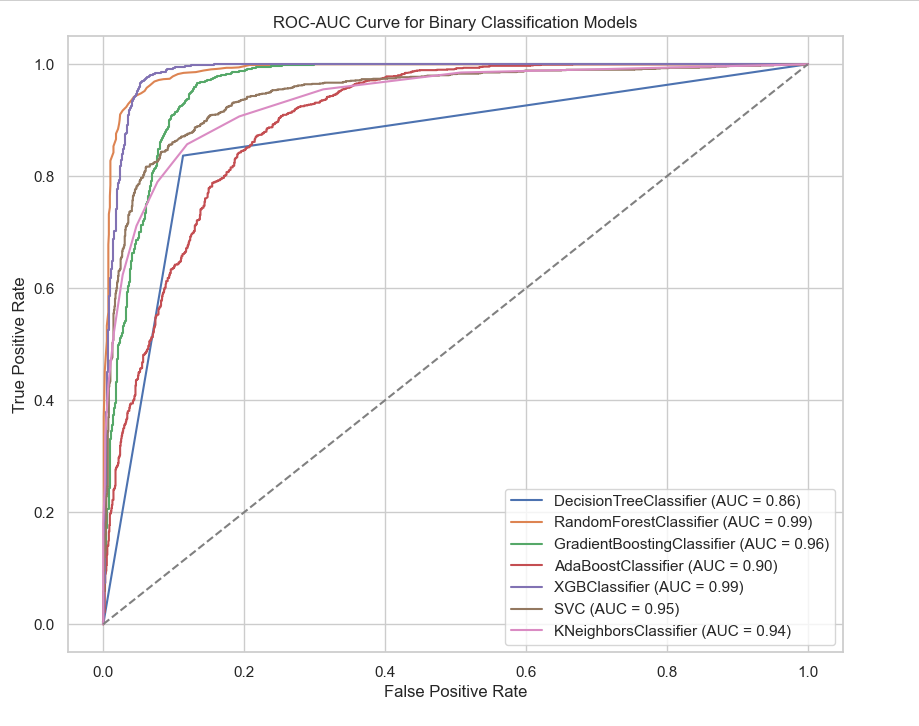 ROC-AUC Curve for Binary Classification Models
1.0
0.8
0.6
0.4
0.2
0.0
True Positive Rate
DecisionTreeClassifier (AUC = 0.86)
RandomForestClassifier (AUC = 0.99)
GradientBoostingClassifier (AUC = 0.96)
AdaBoostClassifier (AUC = 0.90)
XGBClassifier (AUC = 0.99)
SVC (AUC = 0.95)
KNeighborsClassifier (AUC = 0.94)
0.0 0.2 0.4 0.6 0.8 1.0
False Positive Rate